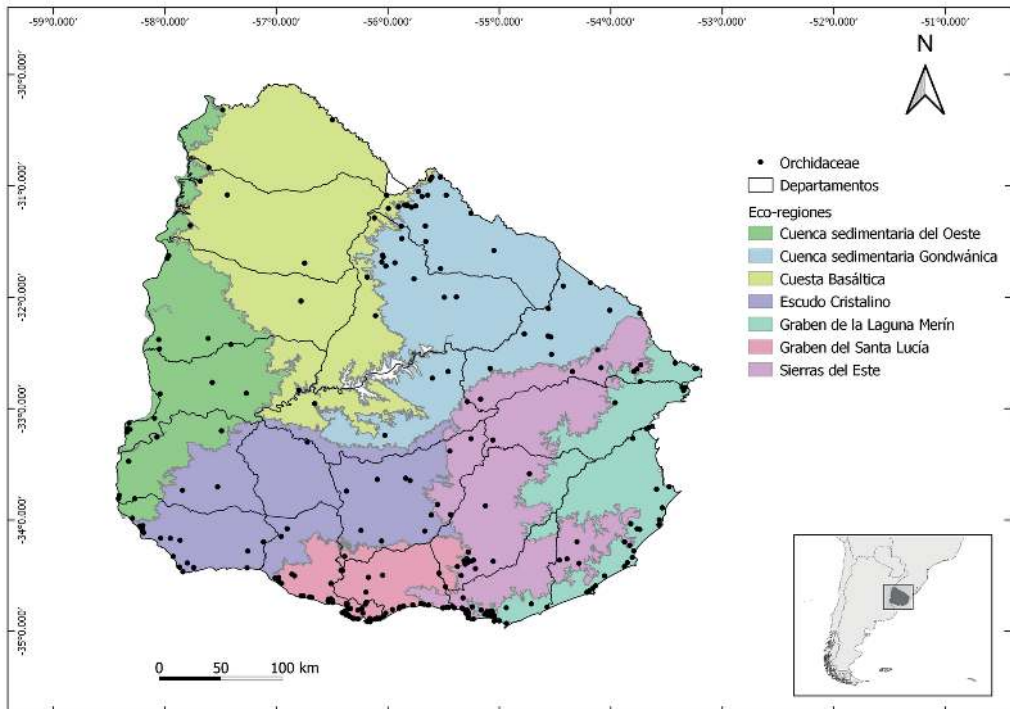 -59°0.000' -58°0.000' -57°0.000' -56°0.000' -55°0.000' -54°0.000' -53°0.000' -52°0.000' -51°0.000'
N
-30°0.000'
-31°0.000'
-32°0.000'
-33°0.000'
-34°0.000'
-35°0.000'
Orchidaceae
Departamentos
Eco-regiones
Cuenca sedimentaria del Oeste
Cuenca sedimentaria Gondwánica
Cuesta Basáltica
Escudo Cristalino
Graben de la Laguna Merín
Graben del Santa Lucía
Sierras del Este
0 50 100 km